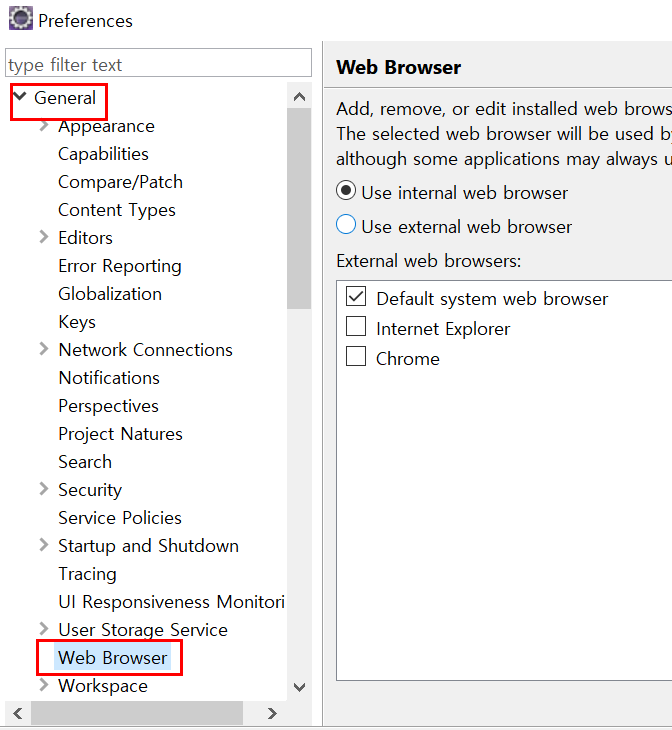 Preferences
type filter text
General
Appearance
Capabilities
Compare/Patch
Content Types
Editors
Error Reporting
Globalization
Keys
Network Connections
Notifications
Perspectives
Project Natures
Search
Security
Service Policies
Startup and Shutdown
Tracing
UI Responsiveness Monitori
User Storage Service
Web Browser
Workspace
Web Browser
Add, remove, or edit installed web brows
The selected web browser will be used by
although some applications may always u
Use internal web browser
Use external web browser
External web browsers:
Default system web browser
Internet Explorer
Chrome